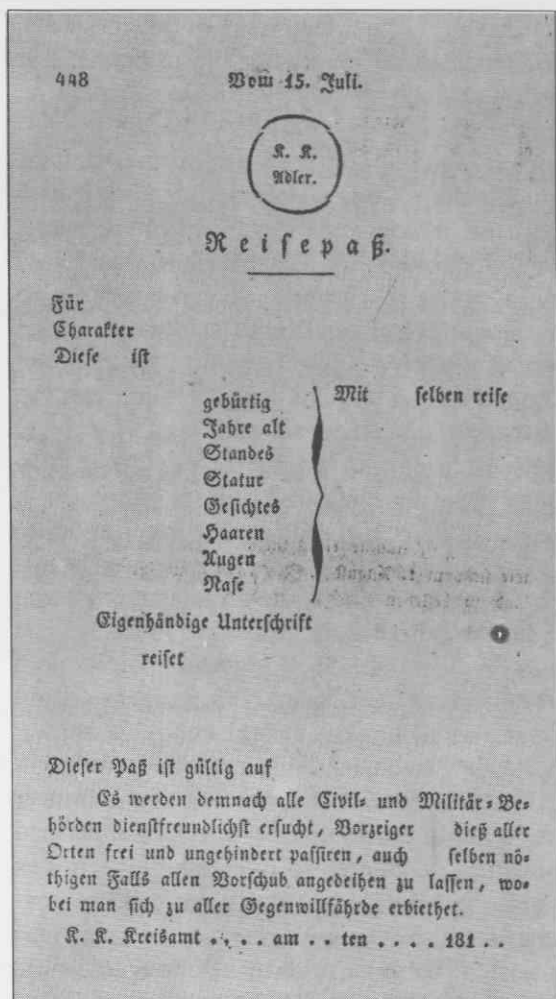 448 Vom 15. Juli.
K. K.
Adler.
Reisepaß.
Für
Charakter
Diese ist
gebürtig
Jahre alt
Standes
Statur
Gesichtes
Haaren
Augen
Nase
Mit selben reise
Eigenhändige Unterschrift
reiset
Dieser Paß ist gültig auf
Es werden demnach alle Civil- und Militär-Be-
hörden dienstfreundlichst ersucht, Vorzeiger dieß aller
Orten frei und ungehindert passiren, auch selben nö-
thigen Falls allen Vorschub angedeihen zu lassen, wo-
bei man sich zu aller Gegenwillfährde erbiethet.
K. K. Kreisamt . . . . am . . ten . . . . 181 . .